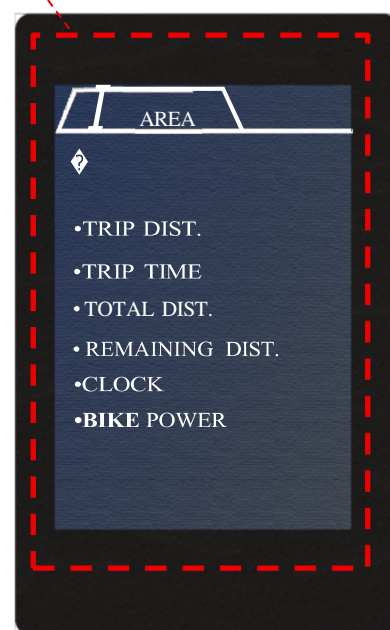 AREA
�
•TRIP DIST.
•TRIP TIME
•TOTAL DIST.
•REMAINING DIST.
•CLOCK
•BIKE POWER